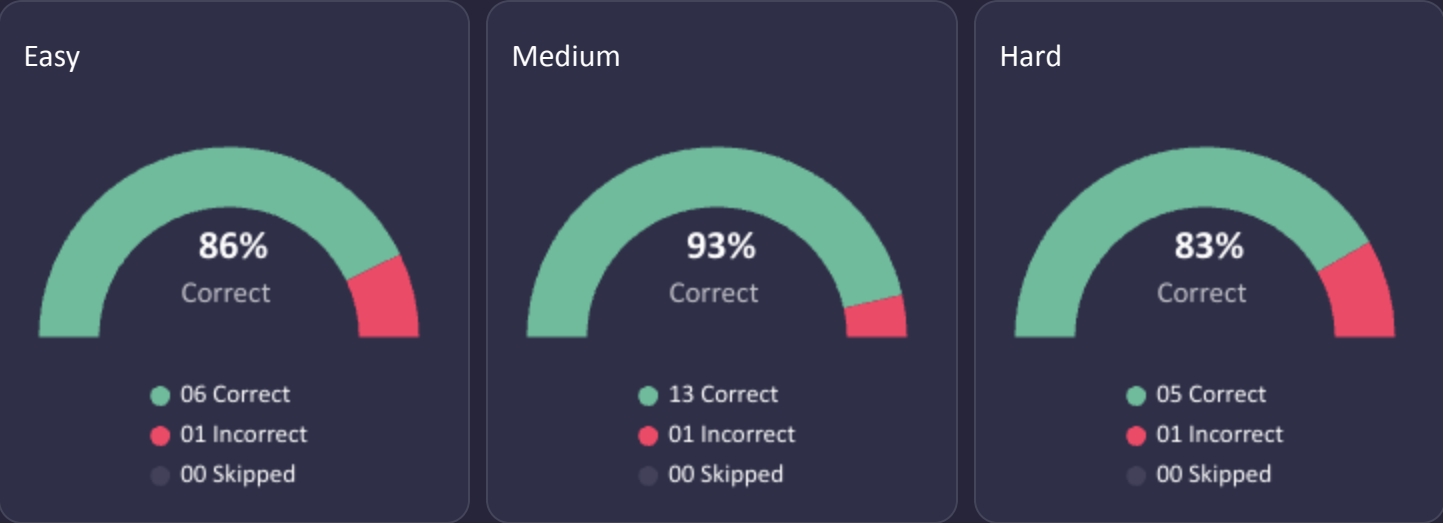 Easy
86%
Correct
06 Correct
01 Incorrect
00 Skipped
Medium
93%
Correct
13 Correct
01 Incorrect
00 Skipped
Hard
83%
Correct
05 Correct
01 Incorrect
00 Skipped